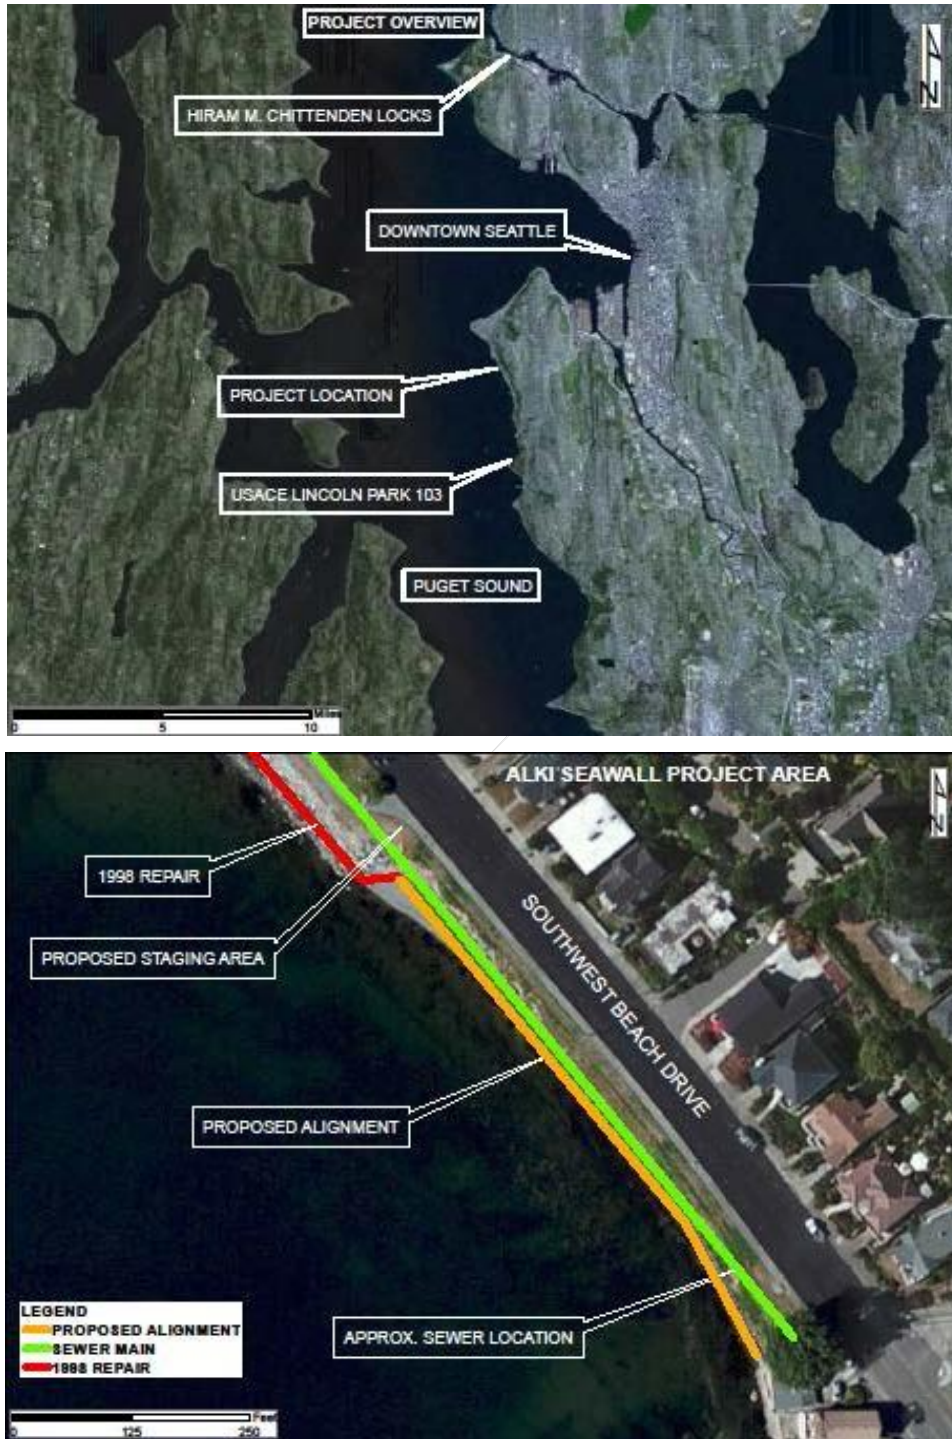 PROJECT OVERVIEW
N
HIRAM M. CHITTENDEN LOCKS
DOWNTOWN SEATTLE
PROJECT LOCATION
USACE LINCOLN PARK 103
PUGET SOUND
Miles
0 5 10
ALKI SEAWALL PROJECT AREA
N
1998 REPAIR
PROPOSED STAGING AREA
SOUTHWEST BEACH DRIVE
PROPOSED ALIGNMENT
APPROX. SEWER LOCATION
LEGEND
PROPOSED ALIGNMENT
SEWER MAIN
1998 REPAIR
Feet
0 125 250